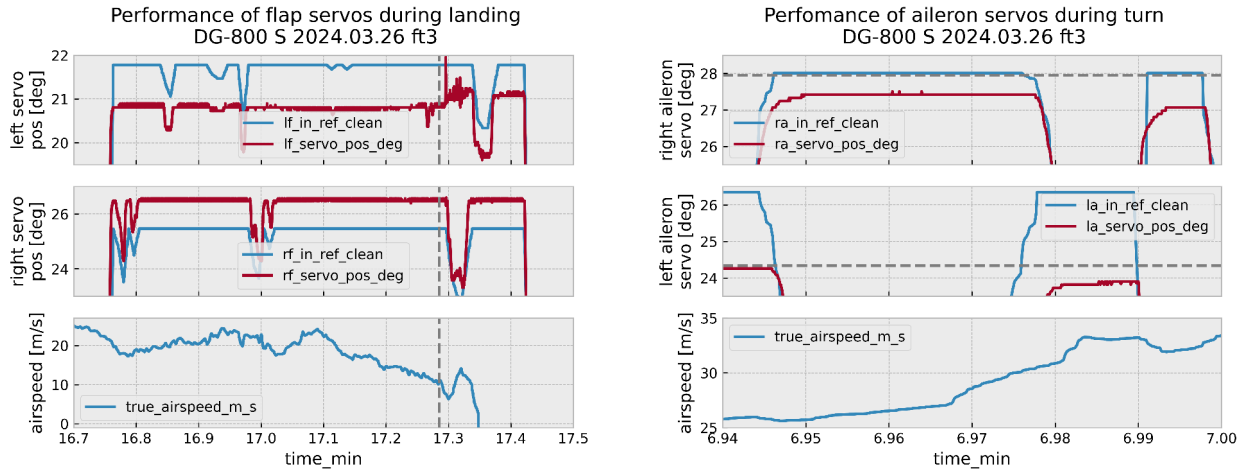 Performance of flap servos during landing
DG-800 S 2024.03.26 ft3
left servo
pos [deg]
22
21
20
lf_in_ref_clean
lf_servo_pos_deg
right servo
pos [deg]
26
24
rf_in_ref_clean
rf_servo_pos_deg
airspeed [m/s]
20
10
0
true_airspeed_m_s
16.7 16.8 16.9 17.0 17.1 17.2 17.3 17.4 17.5
time_min
Perfomance of aileron servos during turn
DG-800 S 2024.03.26 ft3
right aileron
servo [deg]
28
27
26
ra_in_ref_clean
ra_servo_pos_deg
left aileron
servo [deg]
26
25
24
la_in_ref_clean
la_servo_pos_deg
airspeed [m/s]
35
30
25
true_airspeed_m_s
6.94 6.95 6.96 6.97 6.98 6.99 7.00
time_min